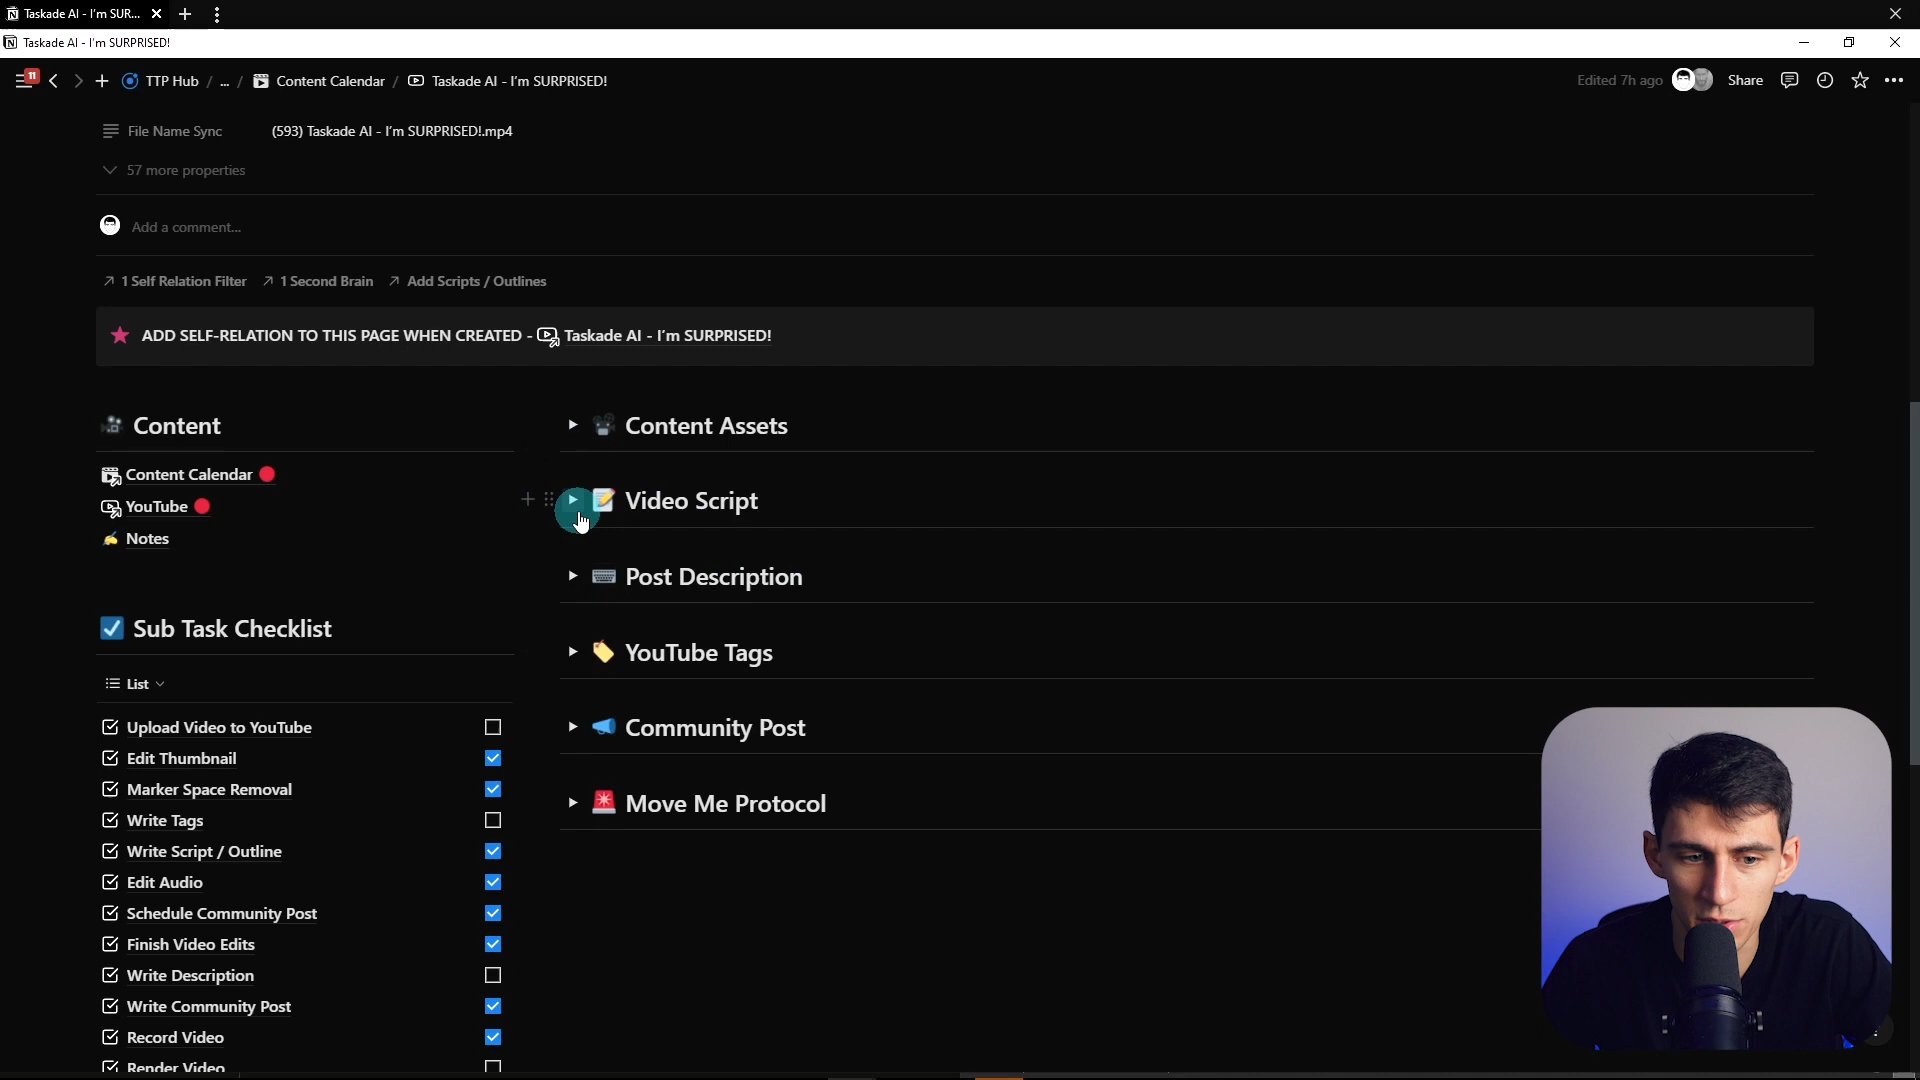 Taskade AI - I'm SUR...
Taskade AI - I'm SURPRISED!
11
TTP Hub / ... / Content Calendar / Taskade AI - I'm SURPRISED!
Edited 7h ago
Share
File Name Sync
(593) Taskade AI - I'm SURPRISED!.mp4
57 more properties
Add a comment...
1 Self Relation Filter
1 Second Brain
Add Scripts / Outlines
ADD SELF-RELATION TO THIS PAGE WHEN CREATED - Taskade AI - I'm SURPRISED!
Content
Content Calendar
YouTube
Notes
Sub Task Checklist
List
Upload Video to YouTube
Edit Thumbnail
Marker Space Removal
Write Tags
Write Script / Outline
Edit Audio
Schedule Community Post
Finish Video Edits
Write Description
Write Community Post
Record Video
Render Video
Content Assets
Video Script
Post Description
YouTube Tags
Community Post
Move Me Protocol